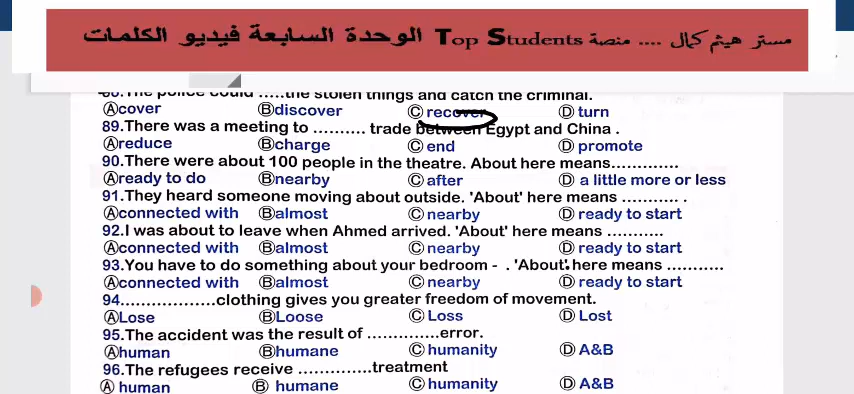 مستر هيثم كمال .... منصة Top Students الوحدة السابعة فيديو الكلمات
88.The police could .....the stolen things and catch the criminal.
Ⓐcover Ⓑdiscover Ⓒ recover Ⓓ turn
89.There was a meeting to .......... trade between Egypt and China .
Ⓐreduce Ⓑcharge Ⓒ end Ⓓ promote
90.There were about 100 people in the theatre. About here means.............
Ⓐready to do Ⓑnearby Ⓒafter Ⓓ a little more or less
91.They heard someone moving about outside. 'About' here means ........... .
Ⓐconnected with Ⓑalmost Ⓒ nearby Ⓓ ready to start
92.I was about to leave when Ahmed arrived. 'About' here means ...........
Ⓐconnected with Ⓑalmost Ⓒ nearby Ⓓ ready to start
93.You have to do something about your bedroom - . 'About'. here means ...........
Ⓐconnected with Ⓑalmost Ⓒ nearby Ⓓ ready to start
94..................clothing gives you greater freedom of movement.
ⒶLose ⒷLoose Ⓒ Loss Ⓓ Lost
95.The accident was the result of ..............error.
Ⓐhuman Ⓑhumane Ⓒ humanity Ⓓ A&B
96.The refugees receive ..............treatment
Ⓐ human Ⓑ humane Ⓒ humanity Ⓓ A&B